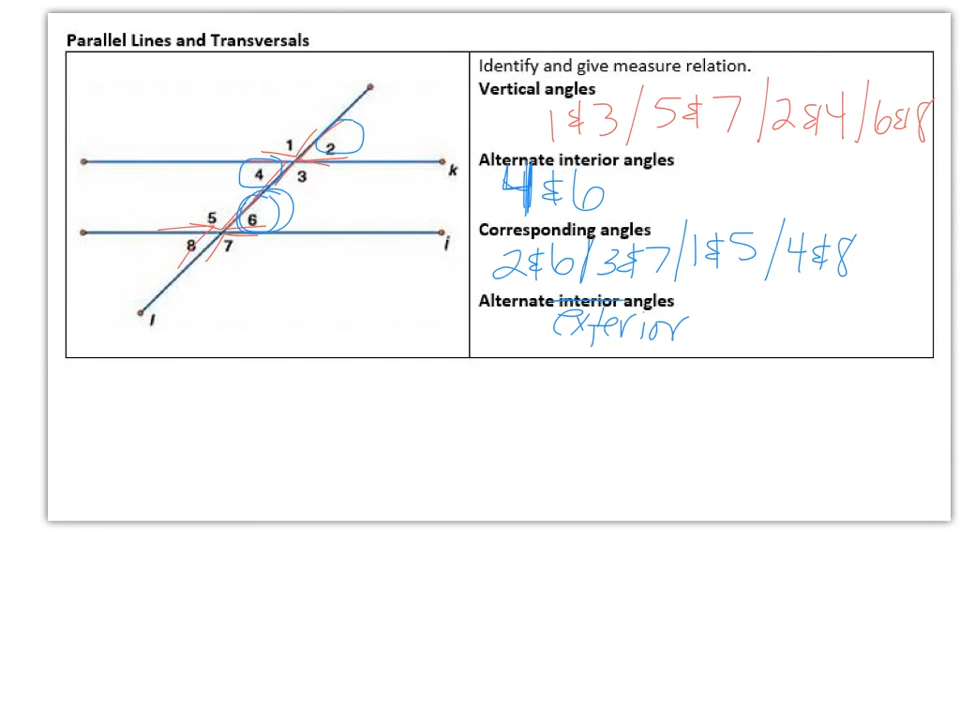 Parallel Lines and Transversals
1
2
4
3
k
5
6
8
7
j
l
Identify and give measure relation.
Vertical angles
1 & 3 / 5 & 7 / 2 & 4 / 6 & 8
Alternate interior angles
4 & 6
Corresponding angles
2 & 6 / 3 & 7 / 1 & 5 / 4 & 8
Alternate interior angles
exterior